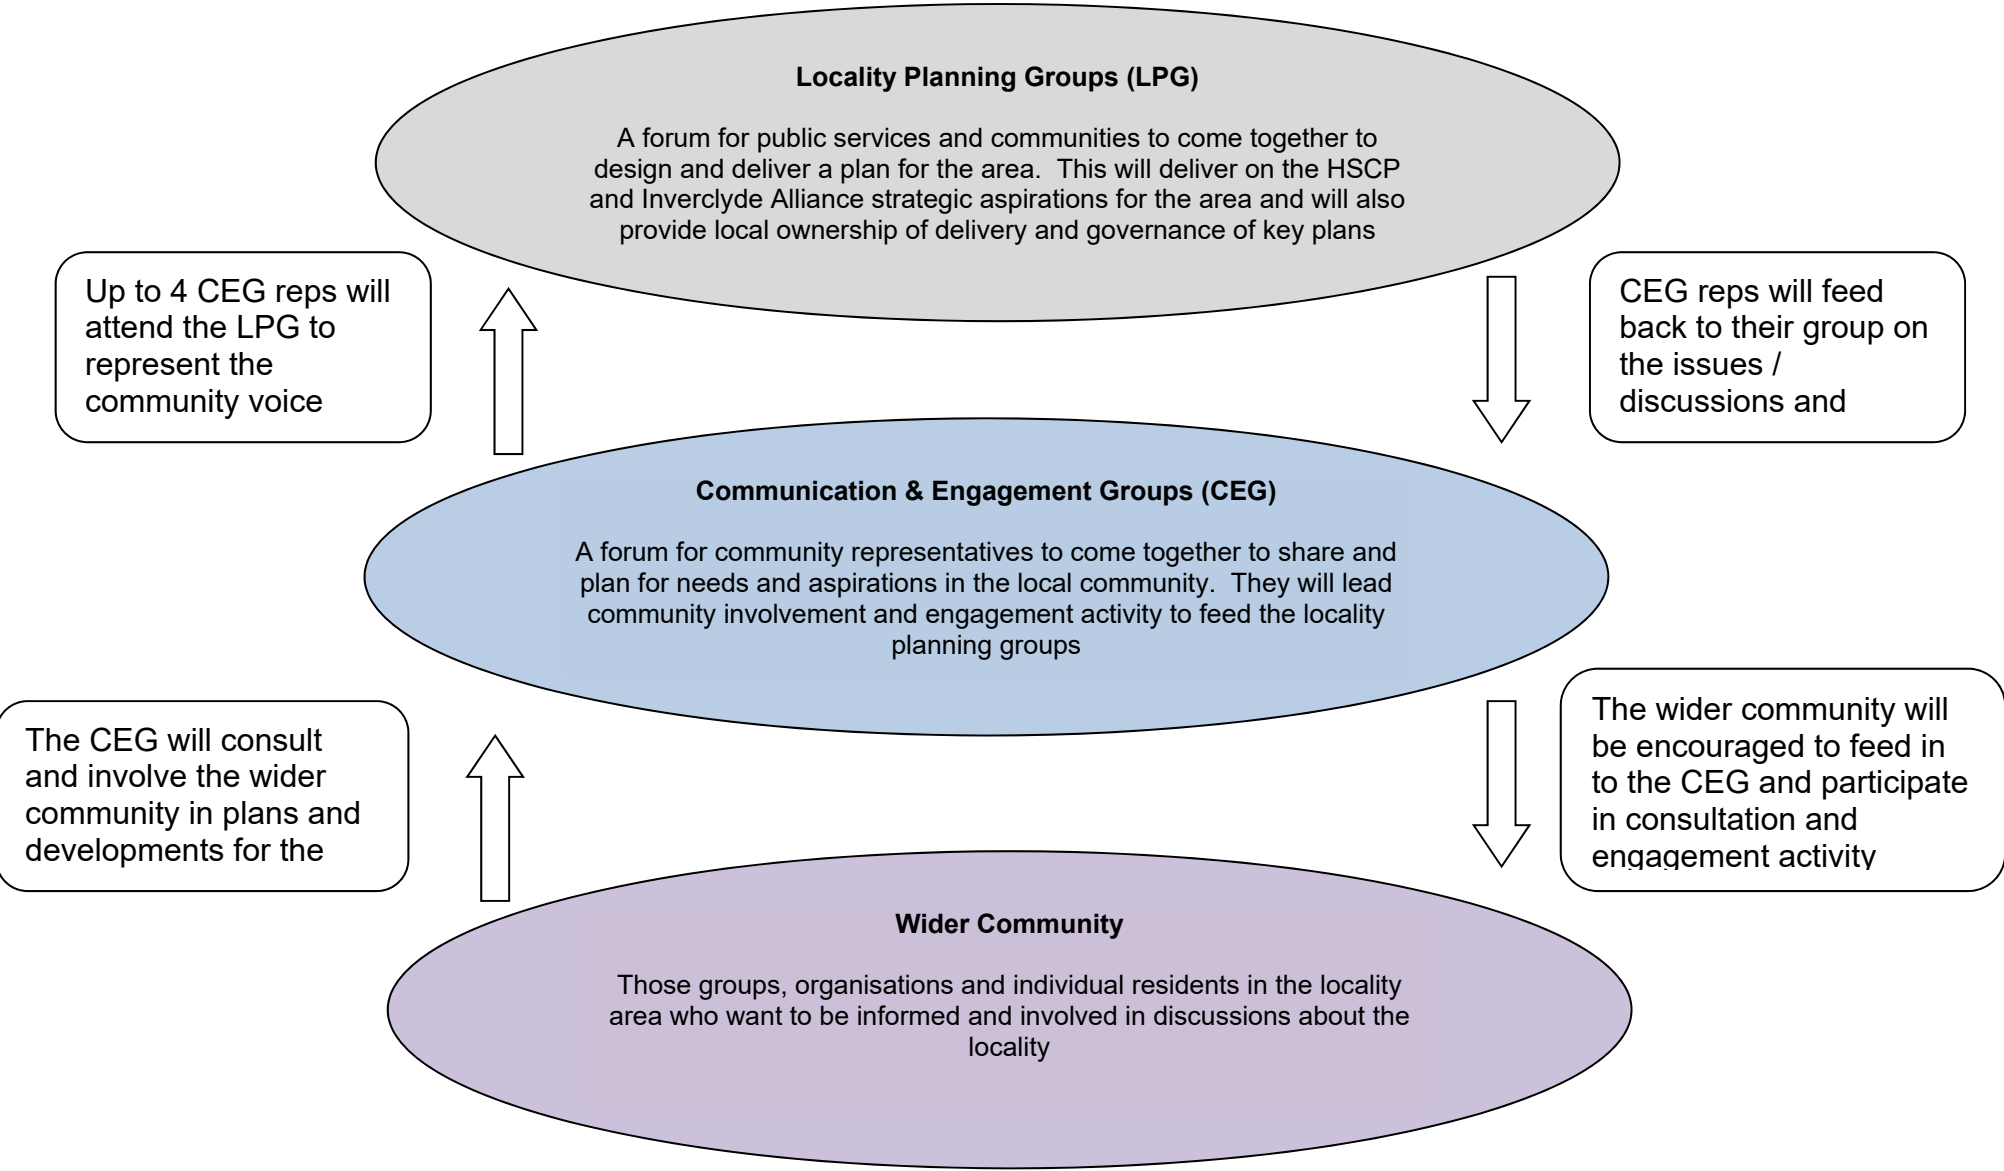 Locality Planning Groups (LPG)
A forum for public services and communities to come together to
design and deliver a plan for the area.  This will deliver on the HSCP
and Inverclyde Alliance strategic aspirations for the area and will also
provide local ownership of delivery and governance of key plans
Up to 4 CEG reps will
attend the LPG to
represent the
community voice
CEG reps will feed
back to their group on
the issues /
discussions and
Communication & Engagement Groups (CEG)
A forum for community representatives to come together to share and
plan for needs and aspirations in the local community.  They will lead
community involvement and engagement activity to feed the locality
planning groups
The CEG will consult
and involve the wider
community in plans and
developments for the
The wider community will
be encouraged to feed in
to the CEG and participate
in consultation and
engagement activity
Wider Community
Those groups, organisations and individual residents in the locality
area who want to be informed and involved in discussions about the
locality